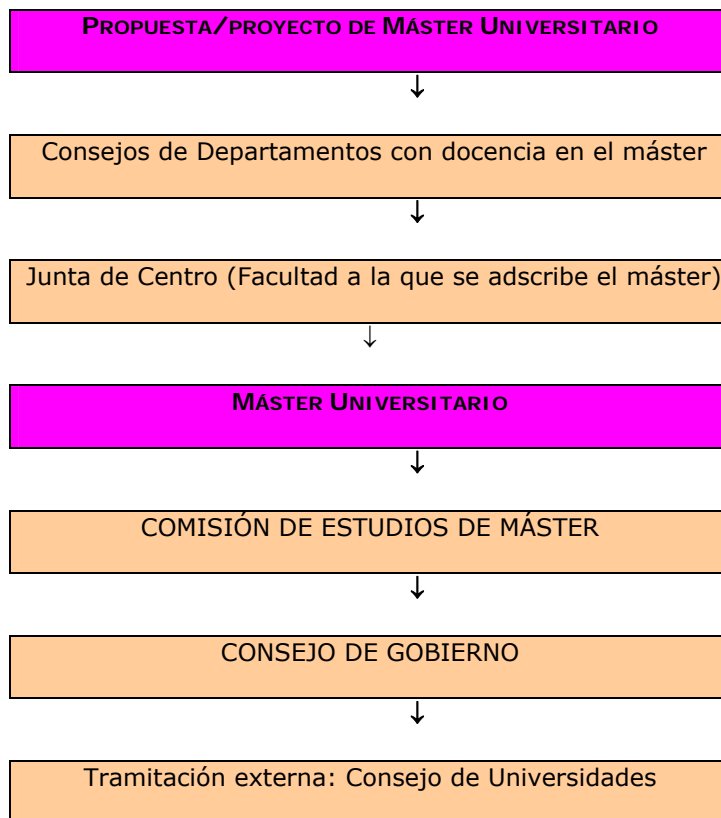 PROPUESTA/PROYECTO DE MÁSTER UNIVERSITARIO
↓
Consejos de Departamentos con docencia en el máster
↓
Junta de Centro (Facultad a la que se adscribe el máster)
↓
MÁSTER UNIVERSITARIO
↓
COMISIÓN DE ESTUDIOS DE MÁSTER
↓
CONSEJO DE GOBIERNO
↓
Tramitación externa: Consejo de Universidades